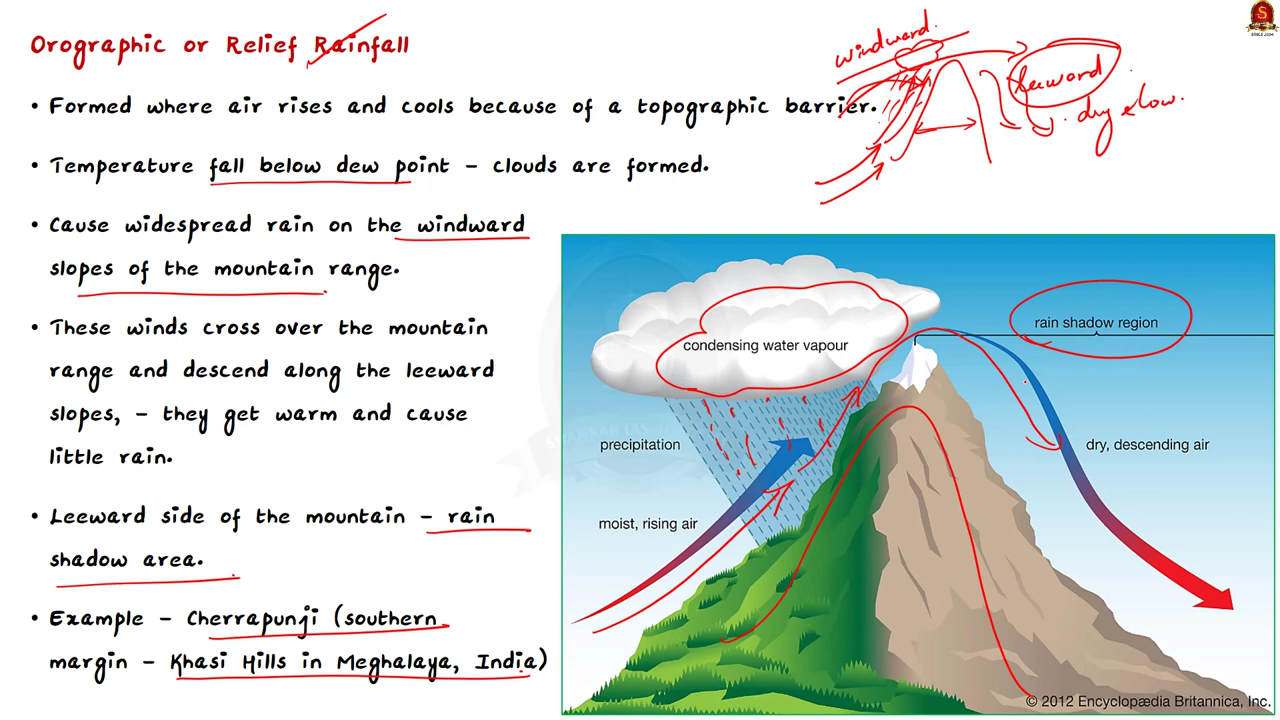 Orographic or Relief Rainfall
• Formed where air rises and cools because of a topographic barrier.
• Temperature fall below dew point – clouds are formed.
• Cause widespread rain on the windward
slopes of the mountain range.
• These winds cross over the mountain
range and descend along the leeward
slopes, – they get warm and cause
little rain.
• Leeward side of the mountain – rain
shadow area.
• Example – Cherrapunji (southern
margin – Khasi Hills in Meghalaya, India)
windward.
leeward
dry & low.
condensing water vapour
rain shadow region
precipitation
dry, descending air
moist, rising air
© 2012 Encyclopædia Britannica, Inc.